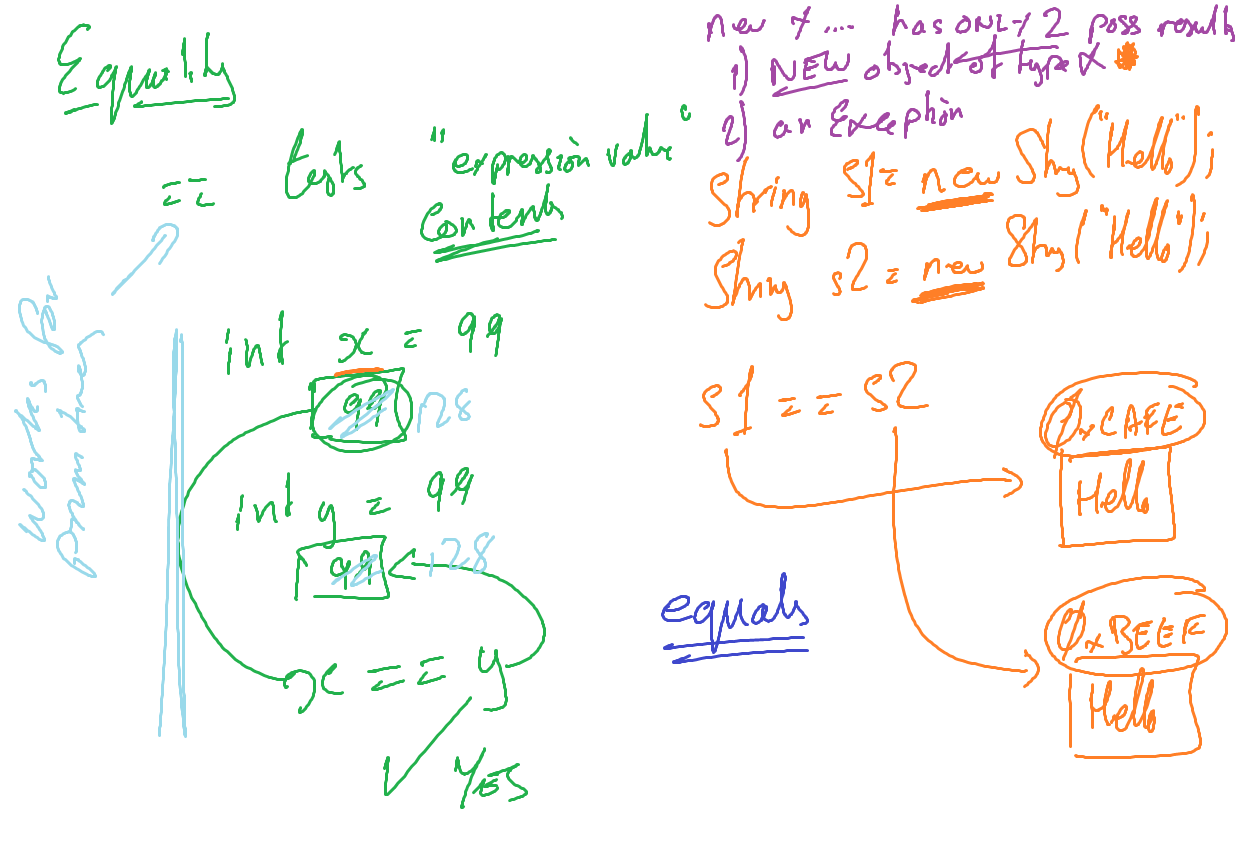 Equality
== tests "expression value"
contents
Works for
primitives
int x = 99
99 128
int y = 99
99 128
x == y
YES
new X .... has ONLY 2 poss results
1) NEW object of type X
2) an Exception
String s1 = new String("Hello");
String s2 = new String("Hello");
s1 == s2
0xCAFE
Hello
equals
0xBEEF
Hello